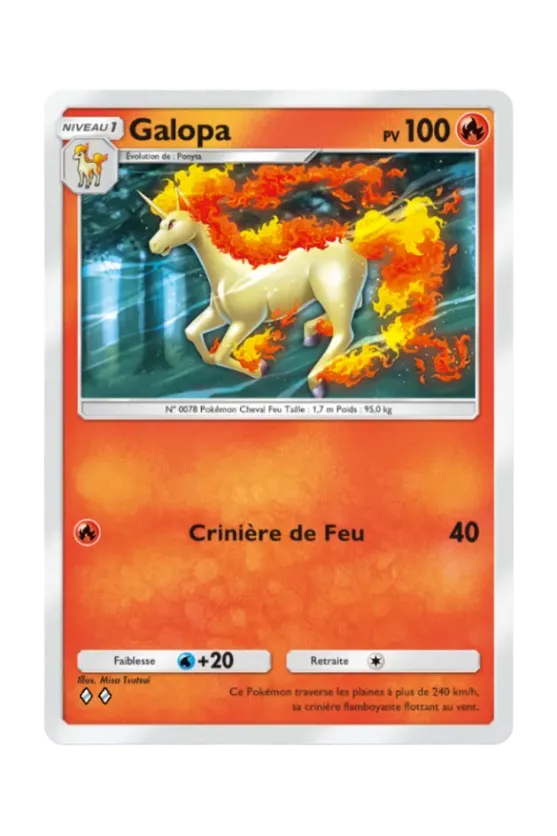 NIVEAU 1 Galopa PV 100
Évolution de : Ponyta
N° 0078 Pokémon Cheval Feu Taille : 1,7 m Poids : 95,0 kg
Crinière de Feu 40
Faiblesse +20 Retraite
Illus. Misa Tsutsui
Ce Pokémon traverse les plaines à plus de 240 km/h,
sa crinière flamboyante flottant au vent.